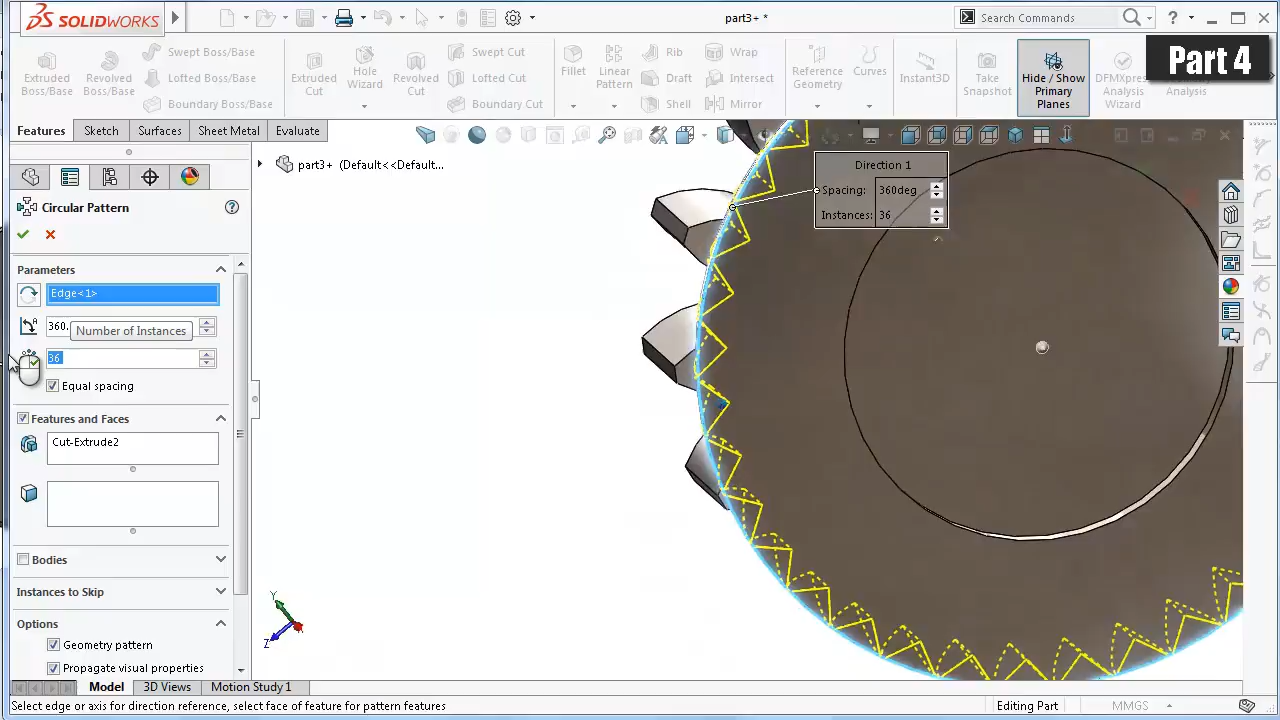 SOLIDWORKS
part3+ *
Search Commands
Part 4
Extruded
Boss/Base
Revolved
Boss/Base
Swept Boss/Base
Lofted Boss/Base
Boundary Boss/Base
Extruded
Cut
Hole
Wizard
Revolved
Cut
Swept Cut
Lofted Cut
Boundary Cut
Fillet
Linear
Pattern
Rib
Draft
Shell
Wrap
Intersect
Mirror
Reference
Geometry
Curves
Instant3D
Take
Snapshot
Hide / Show
Primary
Planes
DFMXpress
Analysis
Wizard
Features
Sketch
Surfaces
Sheet Metal
Evaluate
part3+ (Default<<Default...
Circular Pattern
Parameters
Edge<1>
360.
Number of Instances
36
Equal spacing
Features and Faces
Cut-Extrude2
Bodies
Instances to Skip
Options
Geometry pattern
Propagate visual properties
Direction 1
Spacing: 360deg
Instances: 36
Y
Z
Model
3D Views
Motion Study 1
Select edge or axis for direction reference, select face of feature for pattern features
Editing Part
MMGS